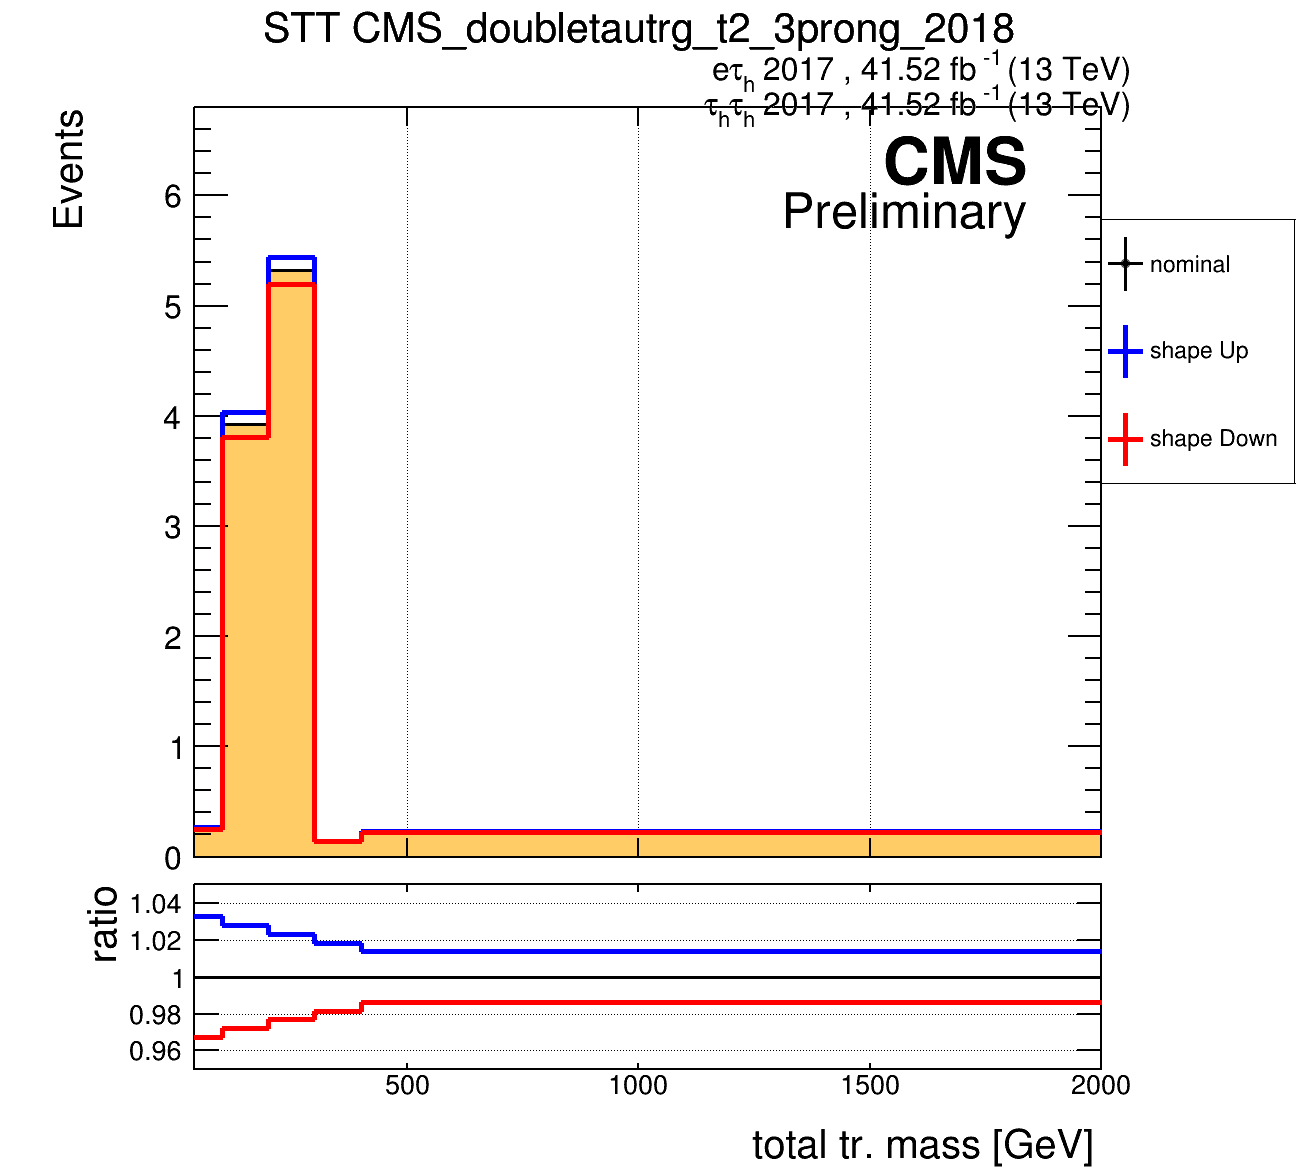 STT CMS_doubletautrg_t2_3prong_2018
eτh 2017 , 41.52 fb -1 (13 TeV)
τhτh 2017 , 41.52 fb -1 (13 TeV)
CMS
Preliminary
Events
6
5
4
3
2
1
0
nominal
shape Up
shape Down
ratio
1.04
1.02
1
0.98
0.96
500
1000
1500
2000
total tr. mass [GeV]